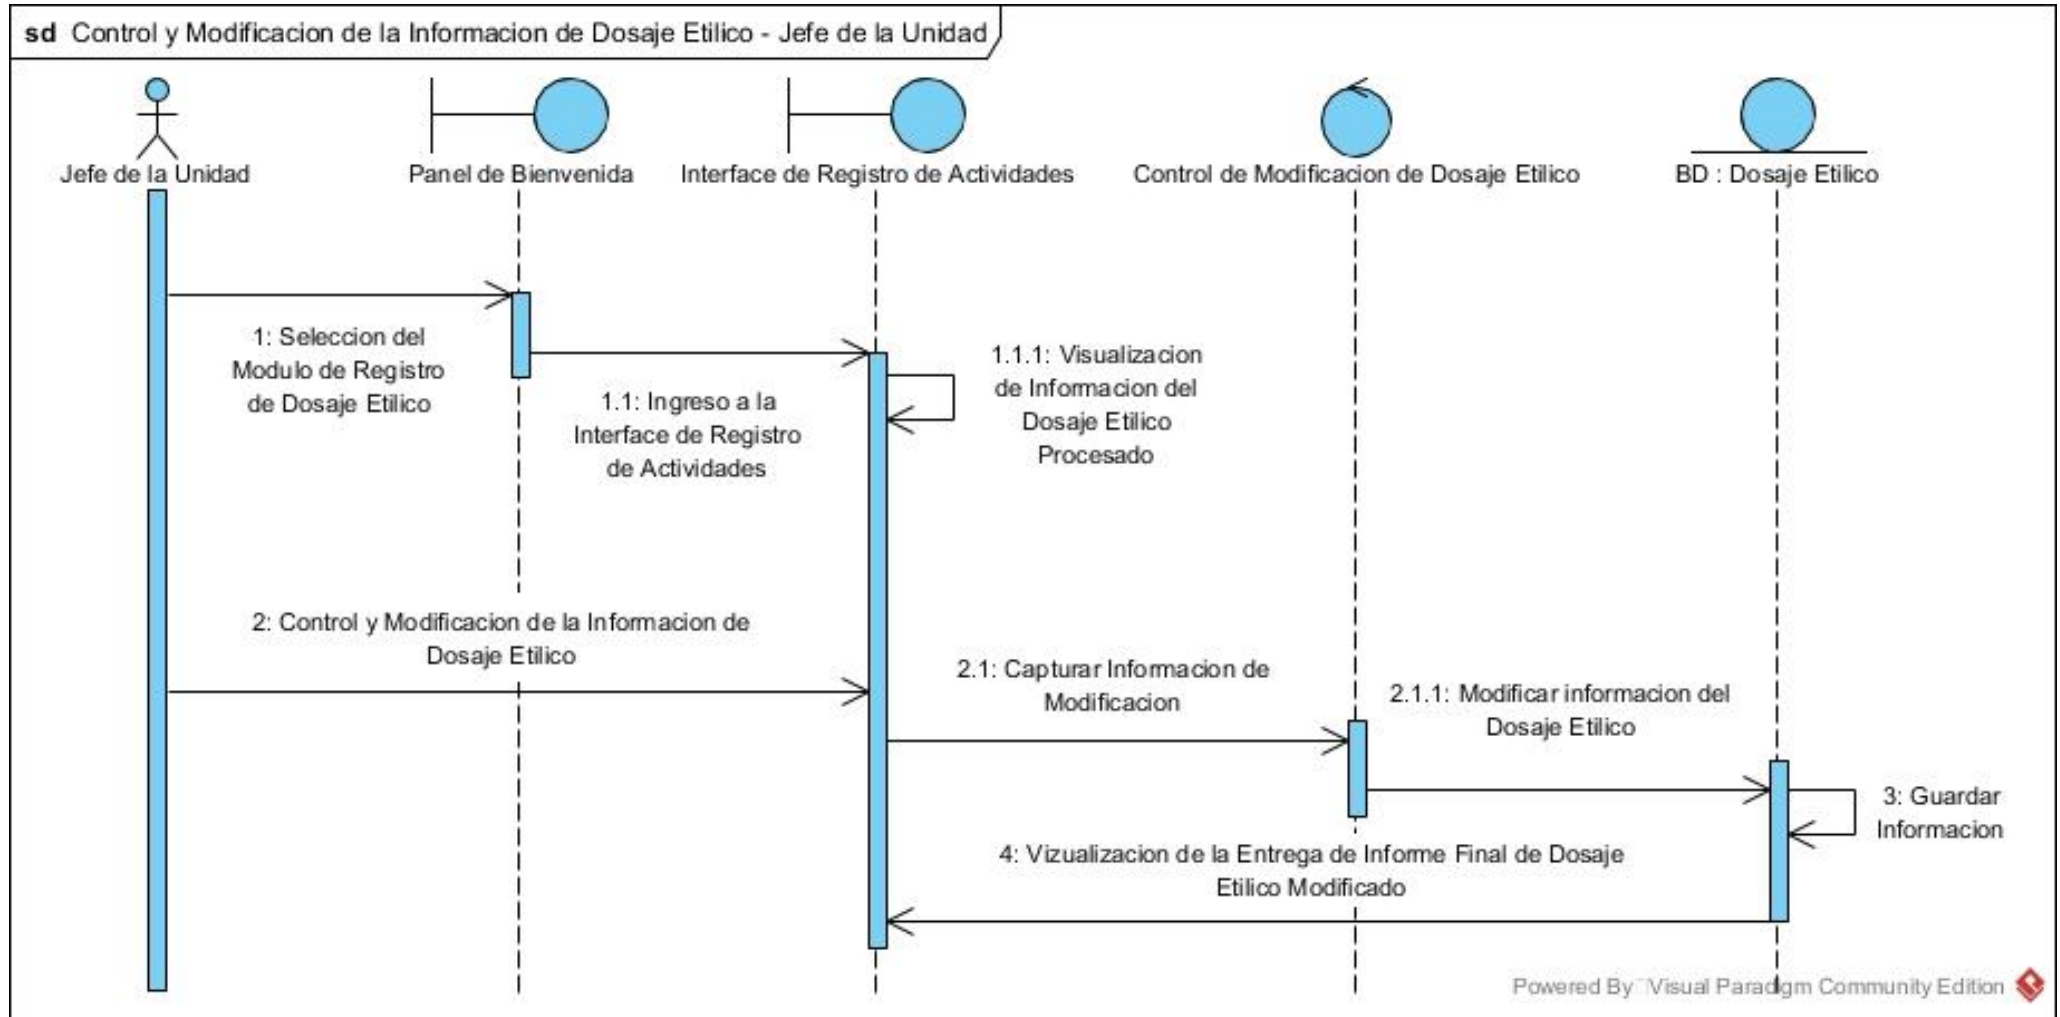 sd Control y Modificacion de la Informacion de Dosaje Etilico - Jefe de la Unidad
Jefe de la Unidad
Panel de Bienvenida
Interface de Registro de Actividades
Control de Modificacion de Dosaje Etilico
BD : Dosaje Etilico
1: Seleccion del
Modulo de Registro
de Dosaje Etilico
1.1: Ingreso a la
Interface de Registro
de Actividades
1.1.1: Visualizacion
de Informacion del
Dosaje Etilico
Procesado
2: Control y Modificacion de la Informacion de
Dosaje Etilico
2.1: Capturar Informacion de
Modificacion
2.1.1: Modificar informacion del
Dosaje Etilico
3: Guardar
Informacion
4: Vizualizacion de la Entrega de Informe Final de Dosaje
Etilico Modificado
Powered By Visual Paradigm Community Edition